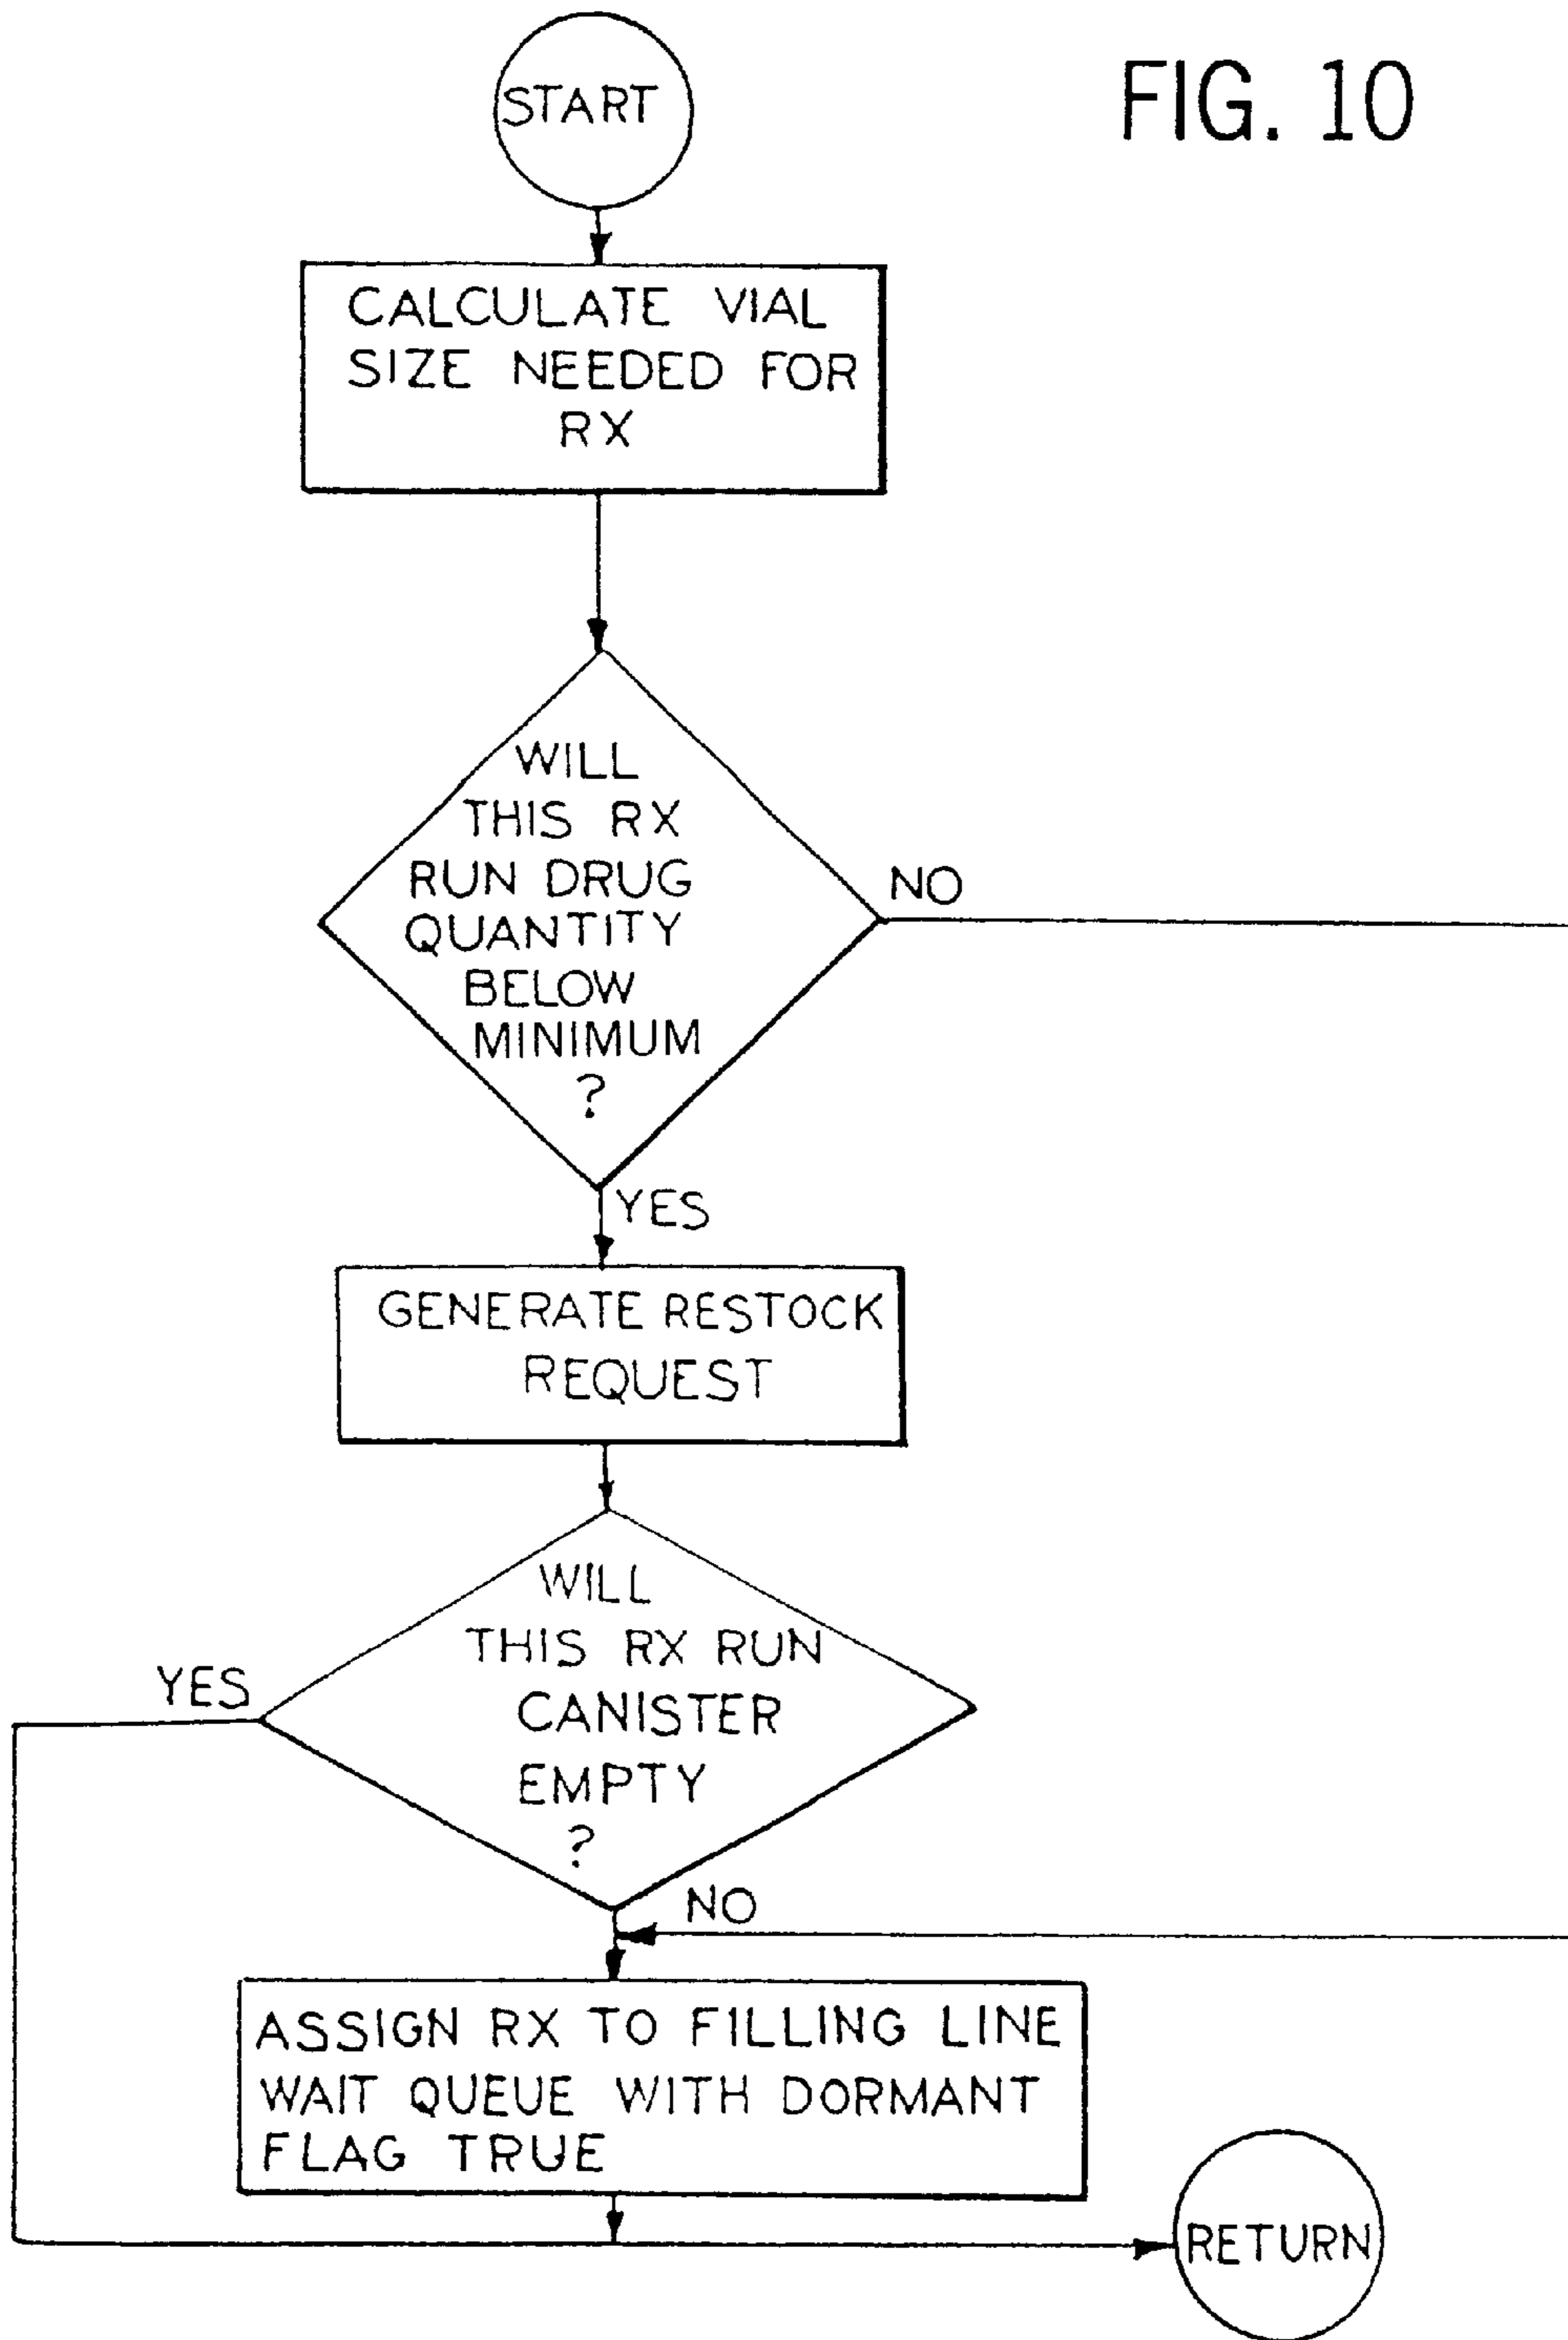 START
FIG. 10
CALCULATE VIAL
SIZE NEEDED FOR
RX
WILL
THIS RX
RUN DRUG
QUANTITY
BELOW
MINIMUM
?
NO
YES
GENERATE RESTOCK
REQUEST
WILL
THIS RX RUN
CANISTER
EMPTY
?
YES
NO
ASSIGN RX TO FILLING LINE
WAIT QUEUE WITH DORMANT
FLAG TRUE
RETURN